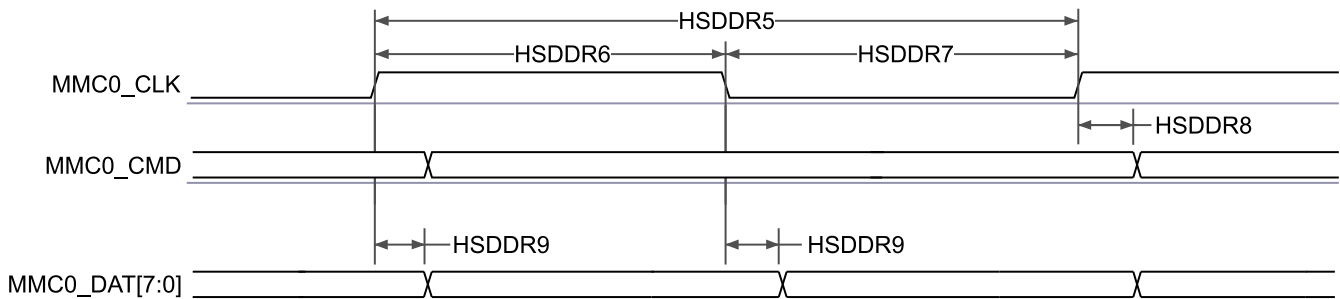 HSDDR5
HSDDR6 HSDDR7
MMC0_CLK
HSDDR8
MMC0_CMD
HSDDR9 HSDDR9
MMC0_DAT[7:0]